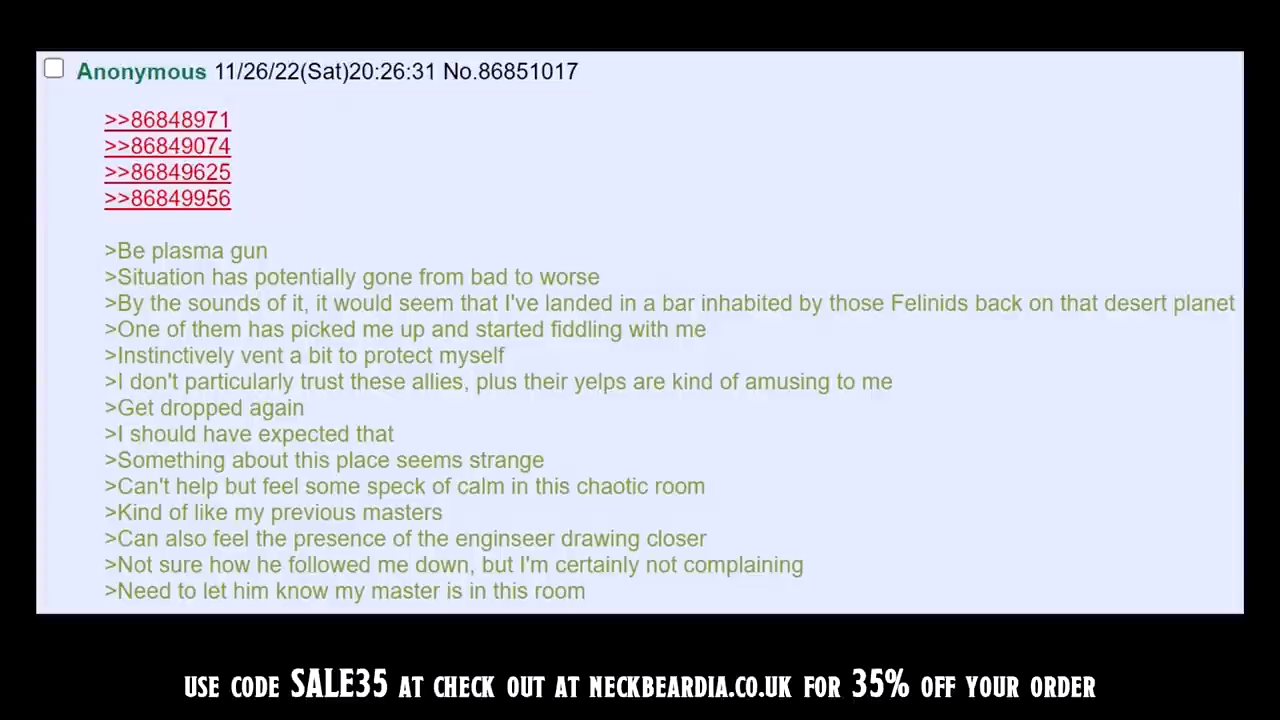 Anonymous 11/26/22(Sat)20:26:31 No.86851017
>>86848971
>>86849074
>>86849625
>>86849956
>Be plasma gun
>Situation has potentially gone from bad to worse
>By the sounds of it, it would seem that I've landed in a bar inhabited by those Felinids back on that desert planet
>One of them has picked me up and started fiddling with me
>Instinctively vent a bit to protect myself
>I don't particularly trust these allies, plus their yelps are kind of amusing to me
>Get dropped again
>I should have expected that
>Something about this place seems strange
>Can't help but feel some speck of calm in this chaotic room
>Kind of like my previous masters
>Can also feel the presence of the enginseer drawing closer
>Not sure how he followed me down, but I'm certainly not complaining
>Need to let him know my master is in this room
USE CODE SALE35 AT CHECK OUT AT NECKBEARDIA.CO.UK FOR 35% OFF YOUR ORDER